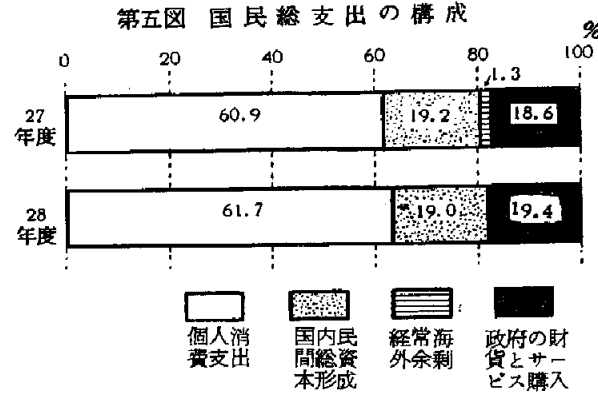 第五図 国民総支出の構成
%
0 20 40 60 80 100
1.3
27
年度
60.9 19.2 18.6
28
年度
61.7 19.0 19.4
個人消
費支出
国内民
間総資
本形成
経常海
外余剰
政府の財
貨とサー
ビス購入